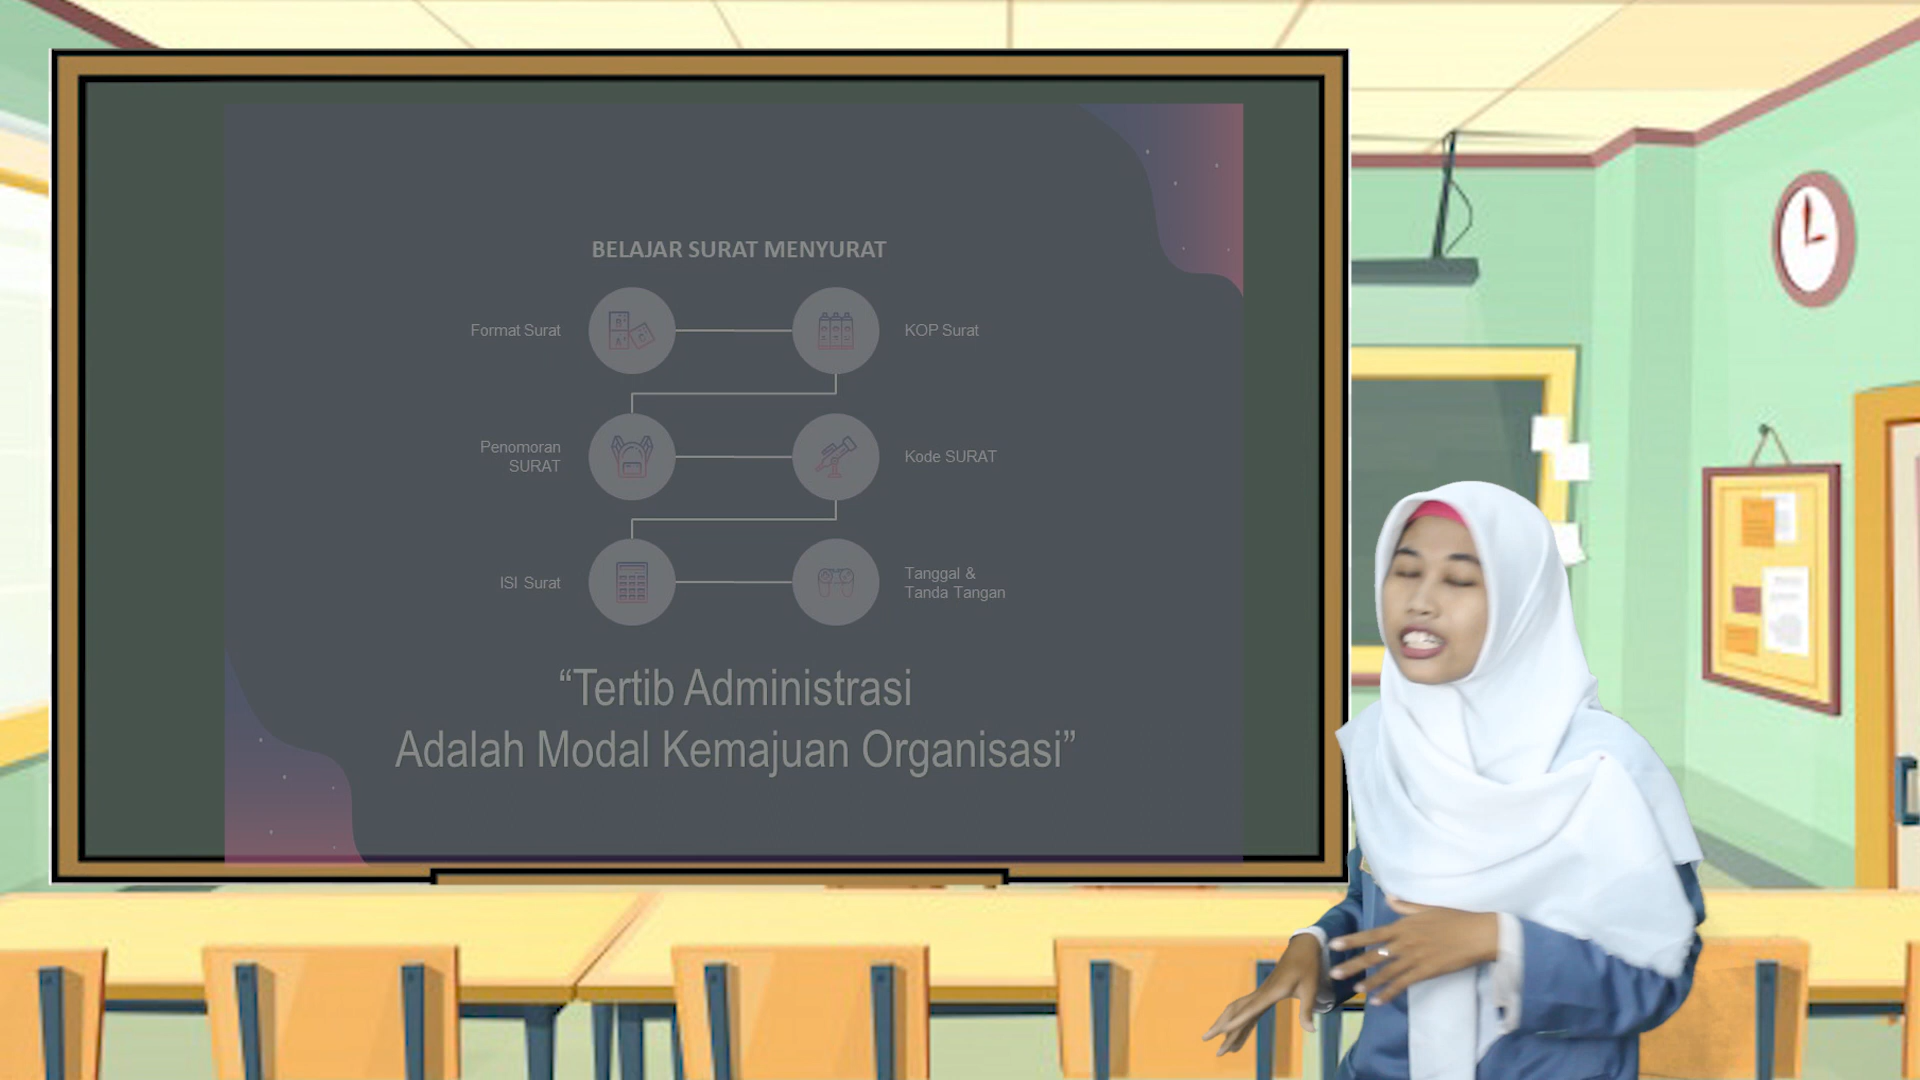 BELAJAR SURAT MENYURAT
Format Surat
KOP Surat
Penomoran
SURAT
Kode SURAT
ISI Surat
Tanggal &
Tanda Tangan
“Tertib Administrasi
Adalah Modal Kemajuan Organisasi”